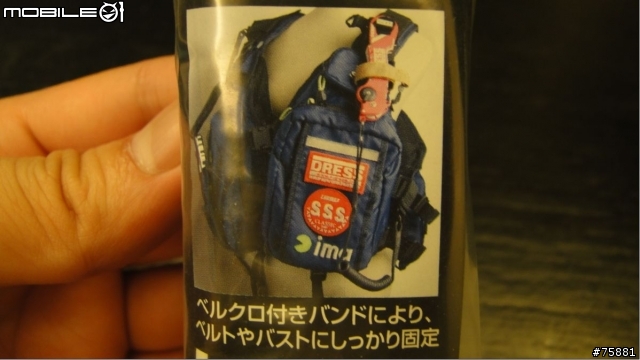 MOBILE01
DRESS
SSS
ima
ベルクロ付きバンドにより、
ベルトやバストにしっかり固定
#75881